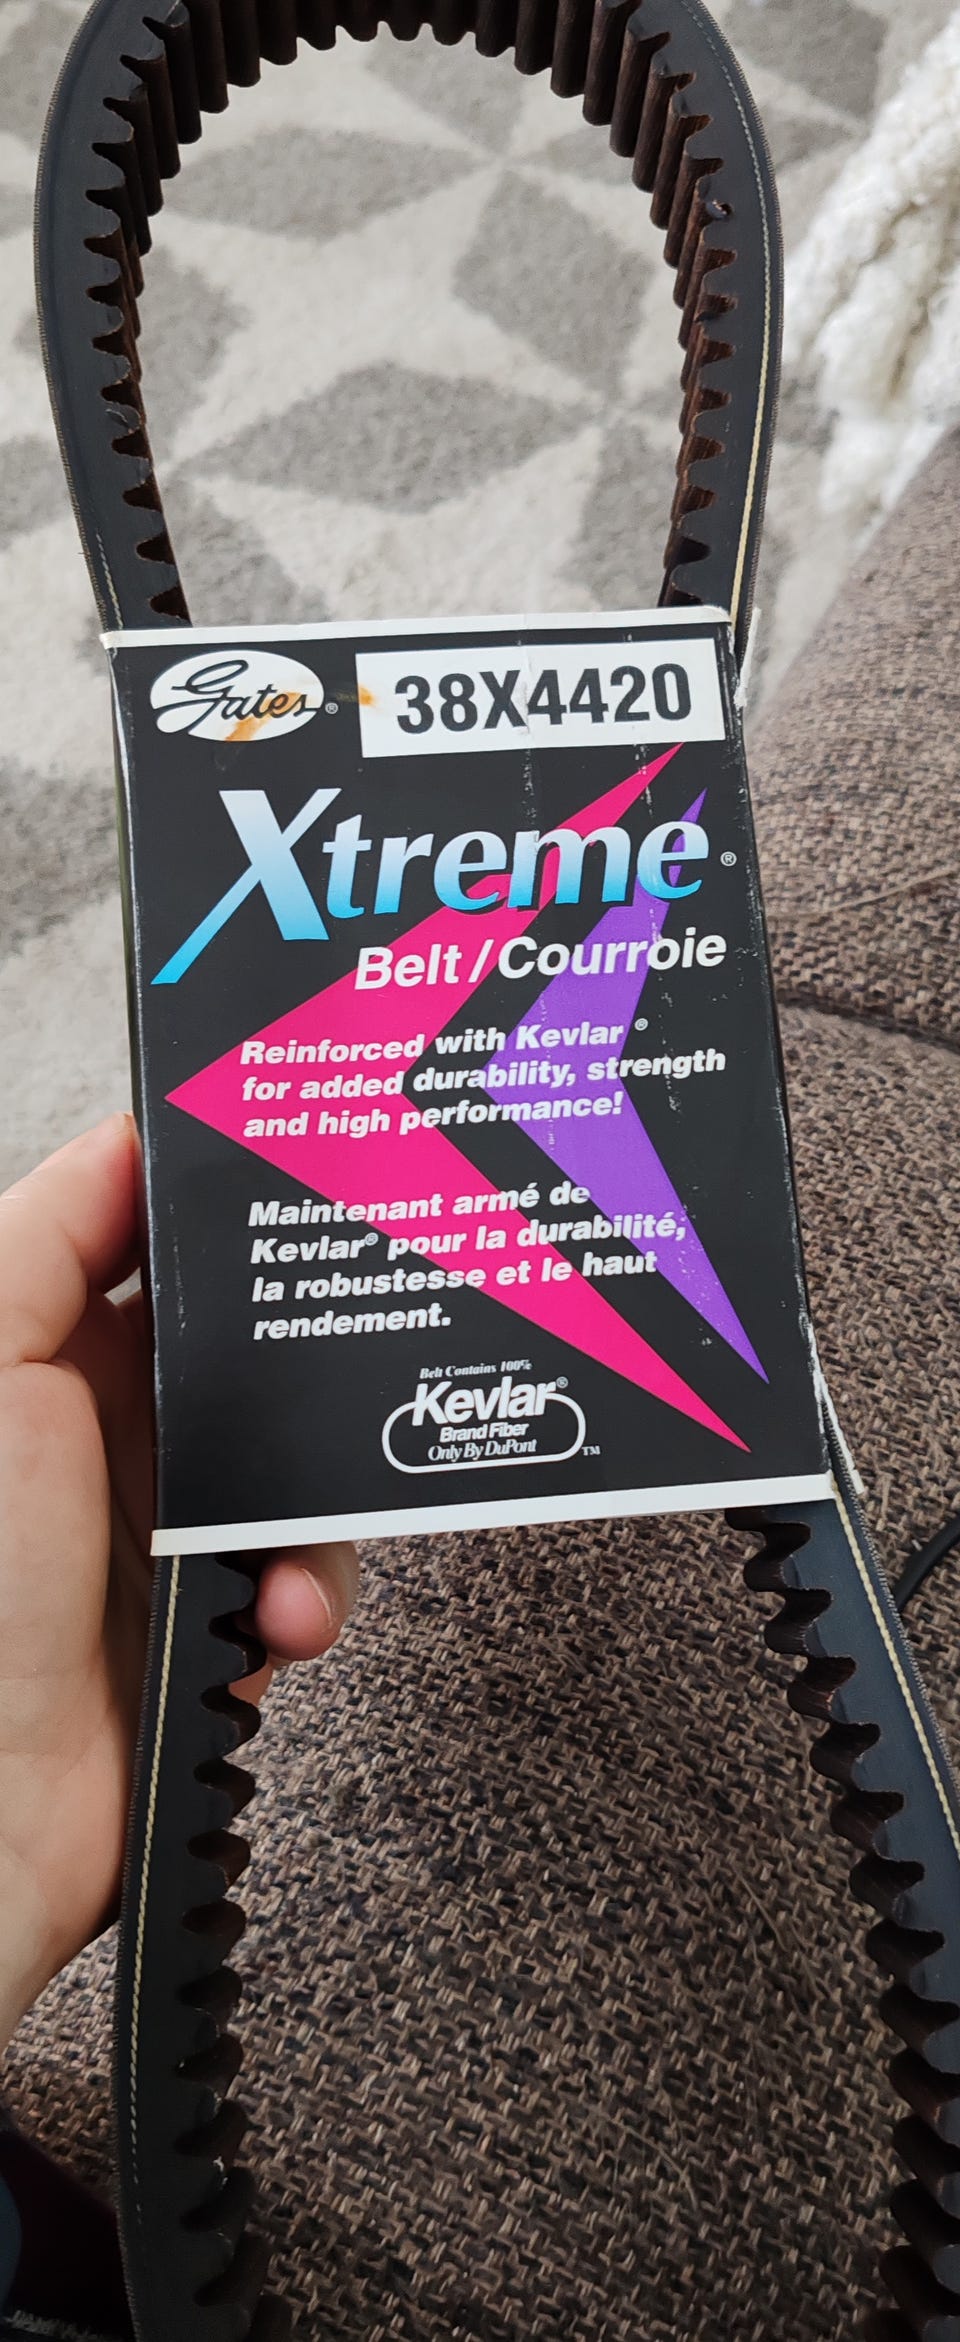 Gates®
38X4420
Xtreme®
Belt/Courroie
Reinforced with Kevlar®
for added durability, strength
and high performance!
Maintenant armé de
Kevlar® pour la durabilité,
la robustesse et le haut
rendement.
Belt Contains 100%
Kevlar®
Brand Fiber
Only By DuPont
TM